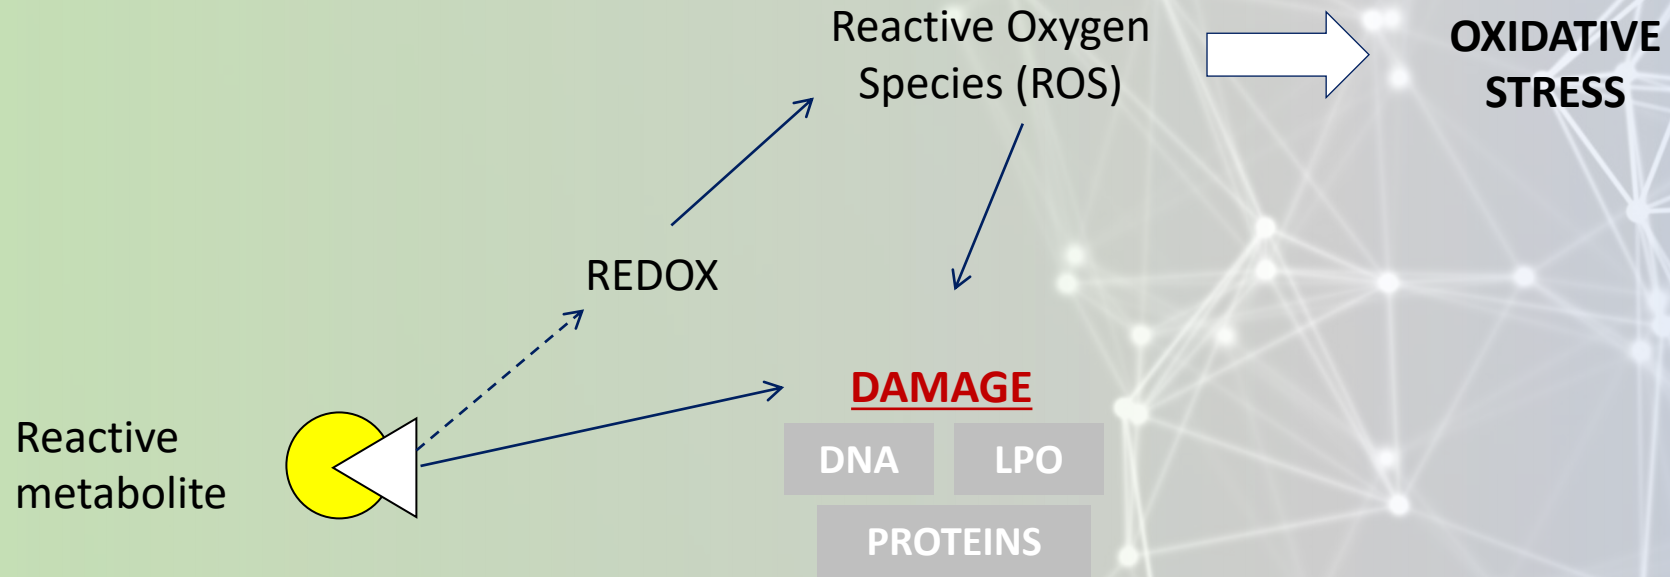 Reactive Oxygen
Species (ROS)
OXIDATIVE
STRESS
REDOX
DAMAGE
Reactive
metabolite
DNA
LPO
PROTEINS